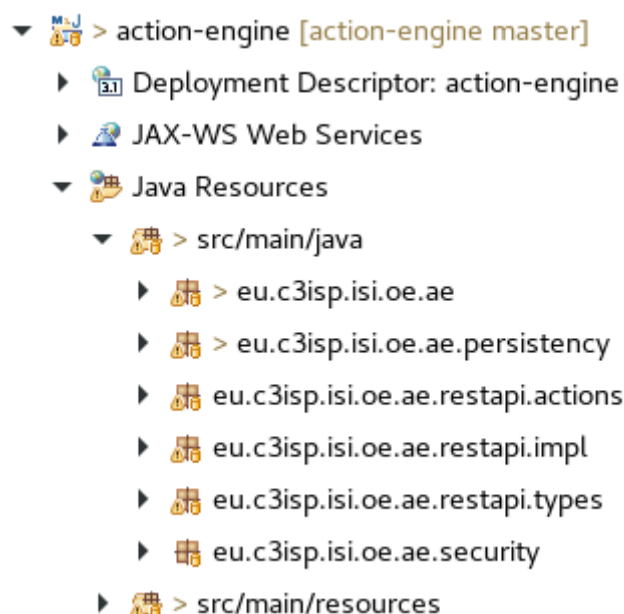 > action-engine [action-engine master]
Deployment Descriptor: action-engine
JAX-WS Web Services
Java Resources
> src/main/java
> eu.c3isp.isi.oe.ae
> eu.c3isp.isi.oe.ae.persistency
eu.c3isp.isi.oe.ae.restapi.actions
eu.c3isp.isi.oe.ae.restapi.impl
eu.c3isp.isi.oe.ae.restapi.types
eu.c3isp.isi.oe.ae.security
> src/main/resources